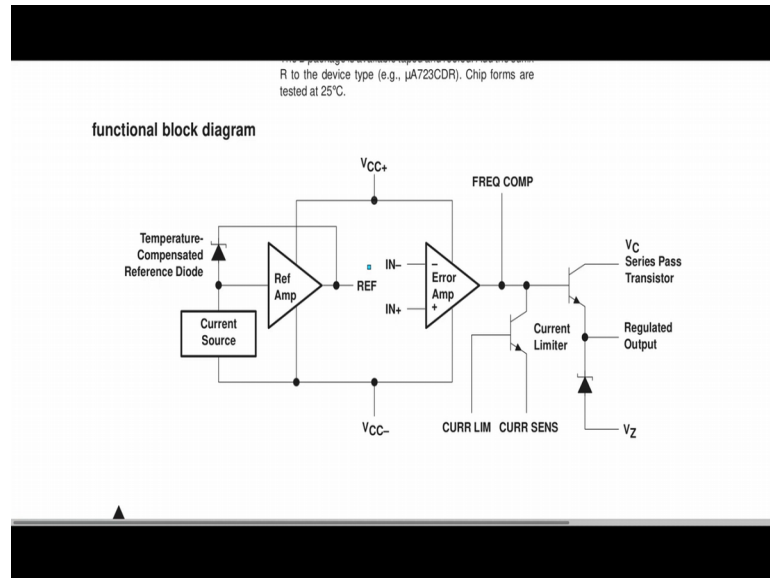 R to the device type (e.g., µA723CDR). Chip forms are
tested at 25°C.
functional block diagram
VCC+
FREQ COMP
Temperature-
Compensated
Reference Diode
Ref
Amp
REF
IN–
IN+
–
Error
Amp
+
VC
Series Pass
Transistor
Current
Source
Current
Limiter
Regulated
Output
VCC–
CURR LIM
CURR SENS
VZ